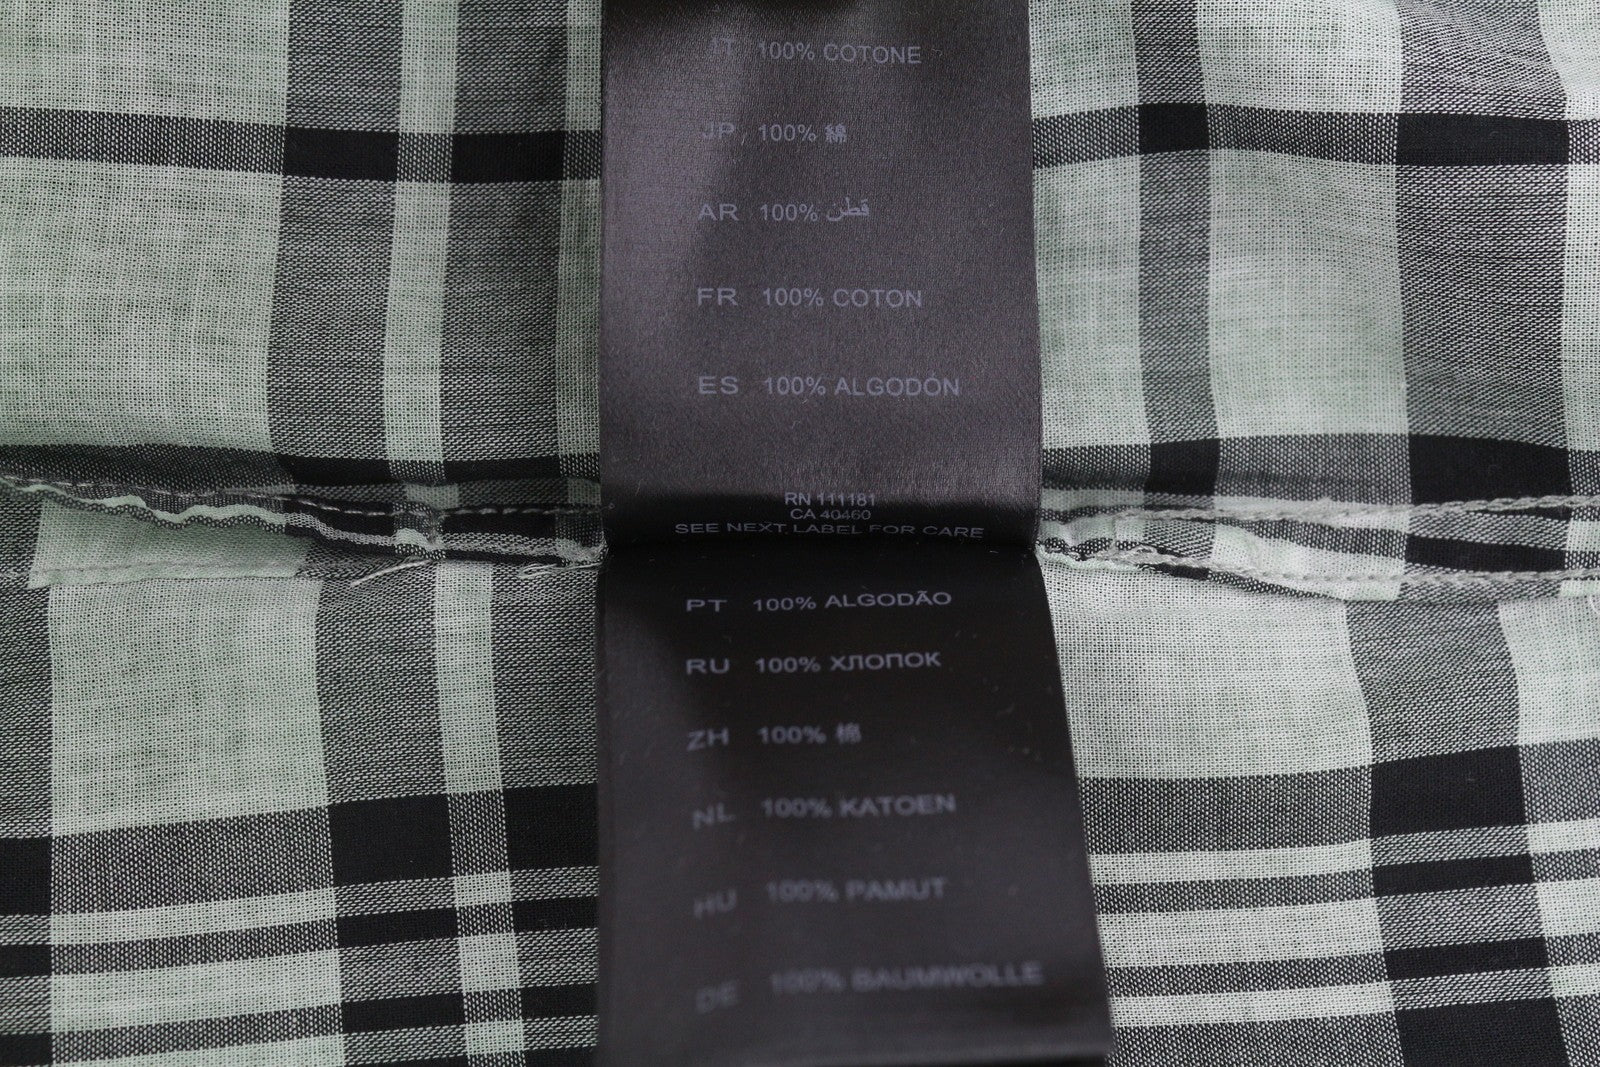 IT 100% COTONE
JP 100% 綿
AR 100% قطن
FR 100% COTON
ES 100% ALGODÓN
RN 111181
CA 40460
SEE NEXT LABEL FOR CARE
PT 100% ALGODÃO
RU 100% ХЛОПОК
ZH 100% 棉
NL 100% KATOEN
HU 100% PAMUT
DE 100% BAUMWOLLE